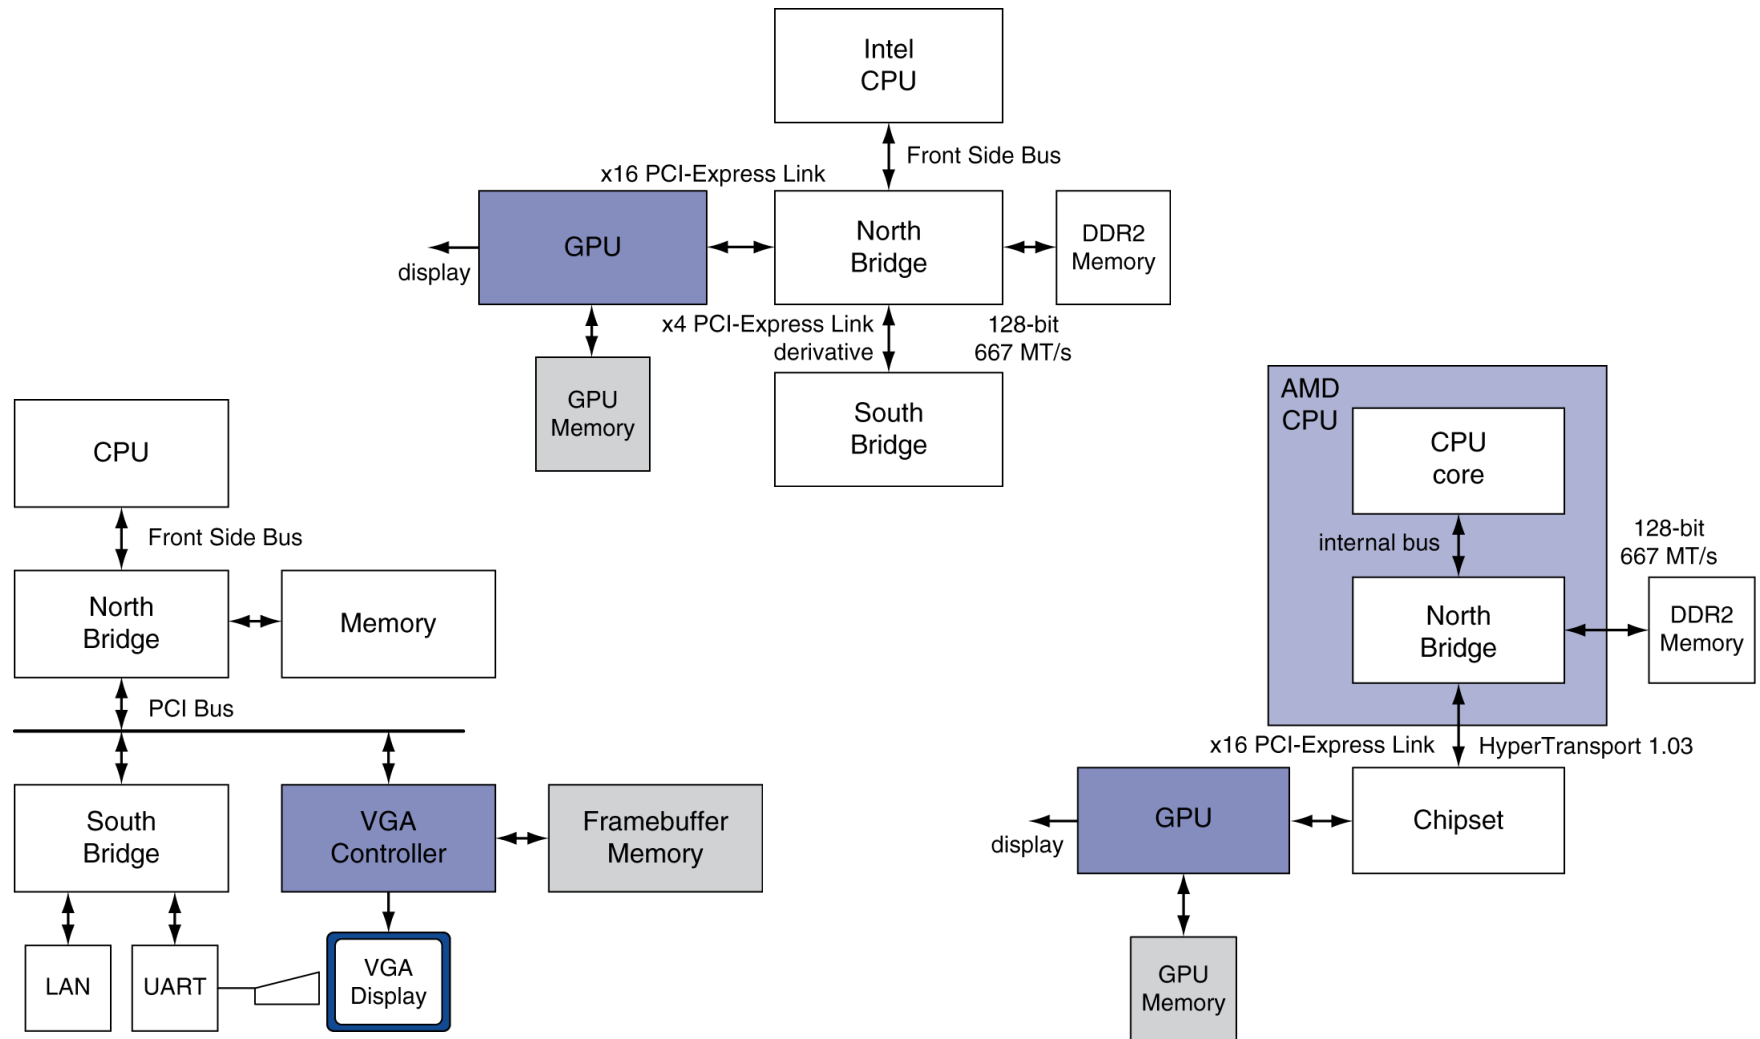 Intel
CPU
Front Side Bus
x16 PCI-Express Link
GPU
North
Bridge
DDR2
Memory
display
x4 PCI-Express Link
derivative
128-bit
667 MT/s
GPU
Memory
South
Bridge
CPU
Front Side Bus
North
Bridge
Memory
PCI Bus
South
Bridge
VGA
Controller
Framebuffer
Memory
LAN
UART
VGA
Display
AMD
CPU
CPU
core
internal bus
128-bit
667 MT/s
North
Bridge
DDR2
Memory
x16 PCI-Express Link
HyperTransport 1.03
GPU
Chipset
display
GPU
Memory